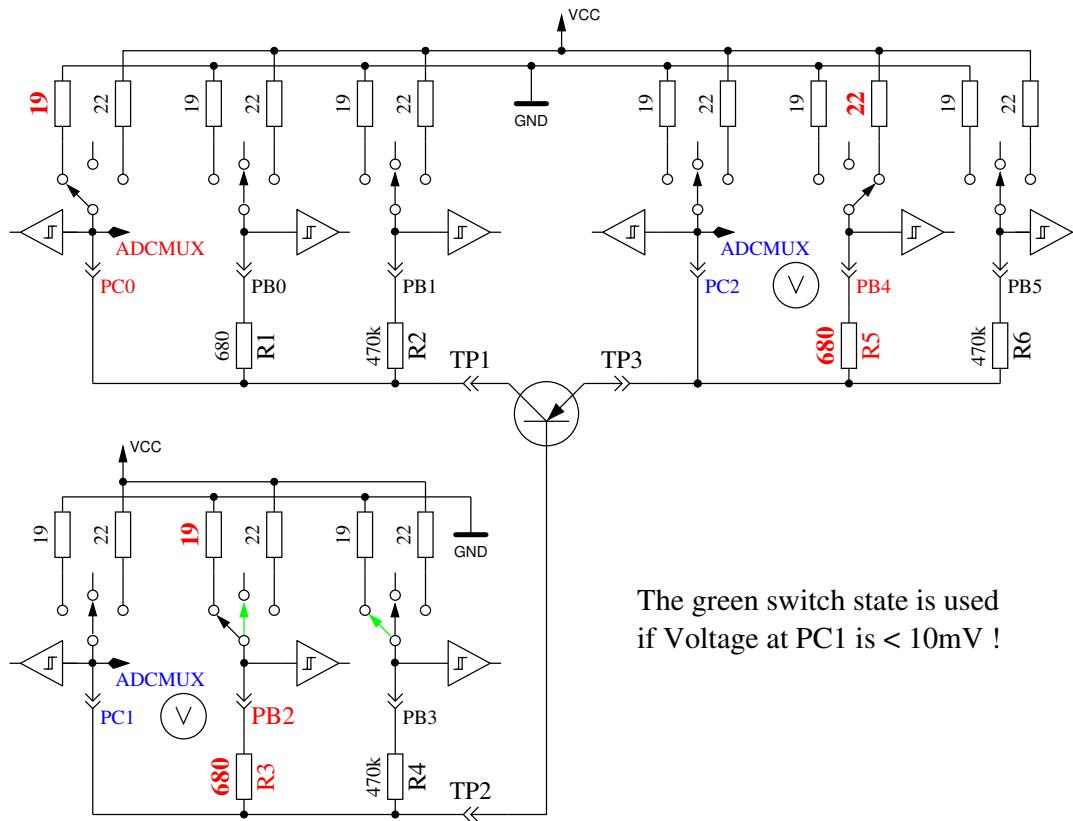 VCC
19
22
19
22
19
22
GND
19
22
19
22
19
22
ADCMUX
ADCMUX
PC0
PB0
PB1
PC2
V
PB4
PB5
680
R1
470k
R2
680
R5
470k
R6
TP1
TP3
VCC
19
22
19
22
19
22
GND
The green switch state is used
if Voltage at PC1 is < 10mV !
ADCMUX
PC1
V
PB2
PB3
680
R3
470k
R4
TP2